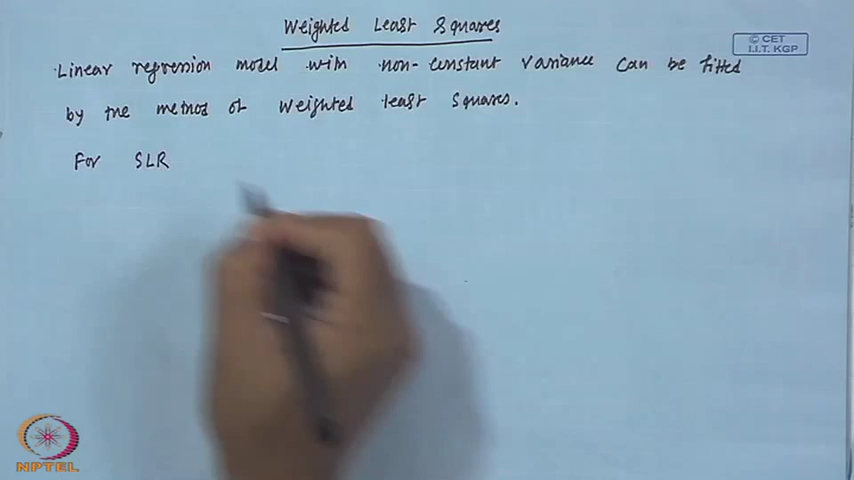 Weighted Least Squares
© CET
I.I.T. KGP
Linear regression model with non-constant variance can be fitted
by the method of weighted least squares.
For SLR
NPTEL